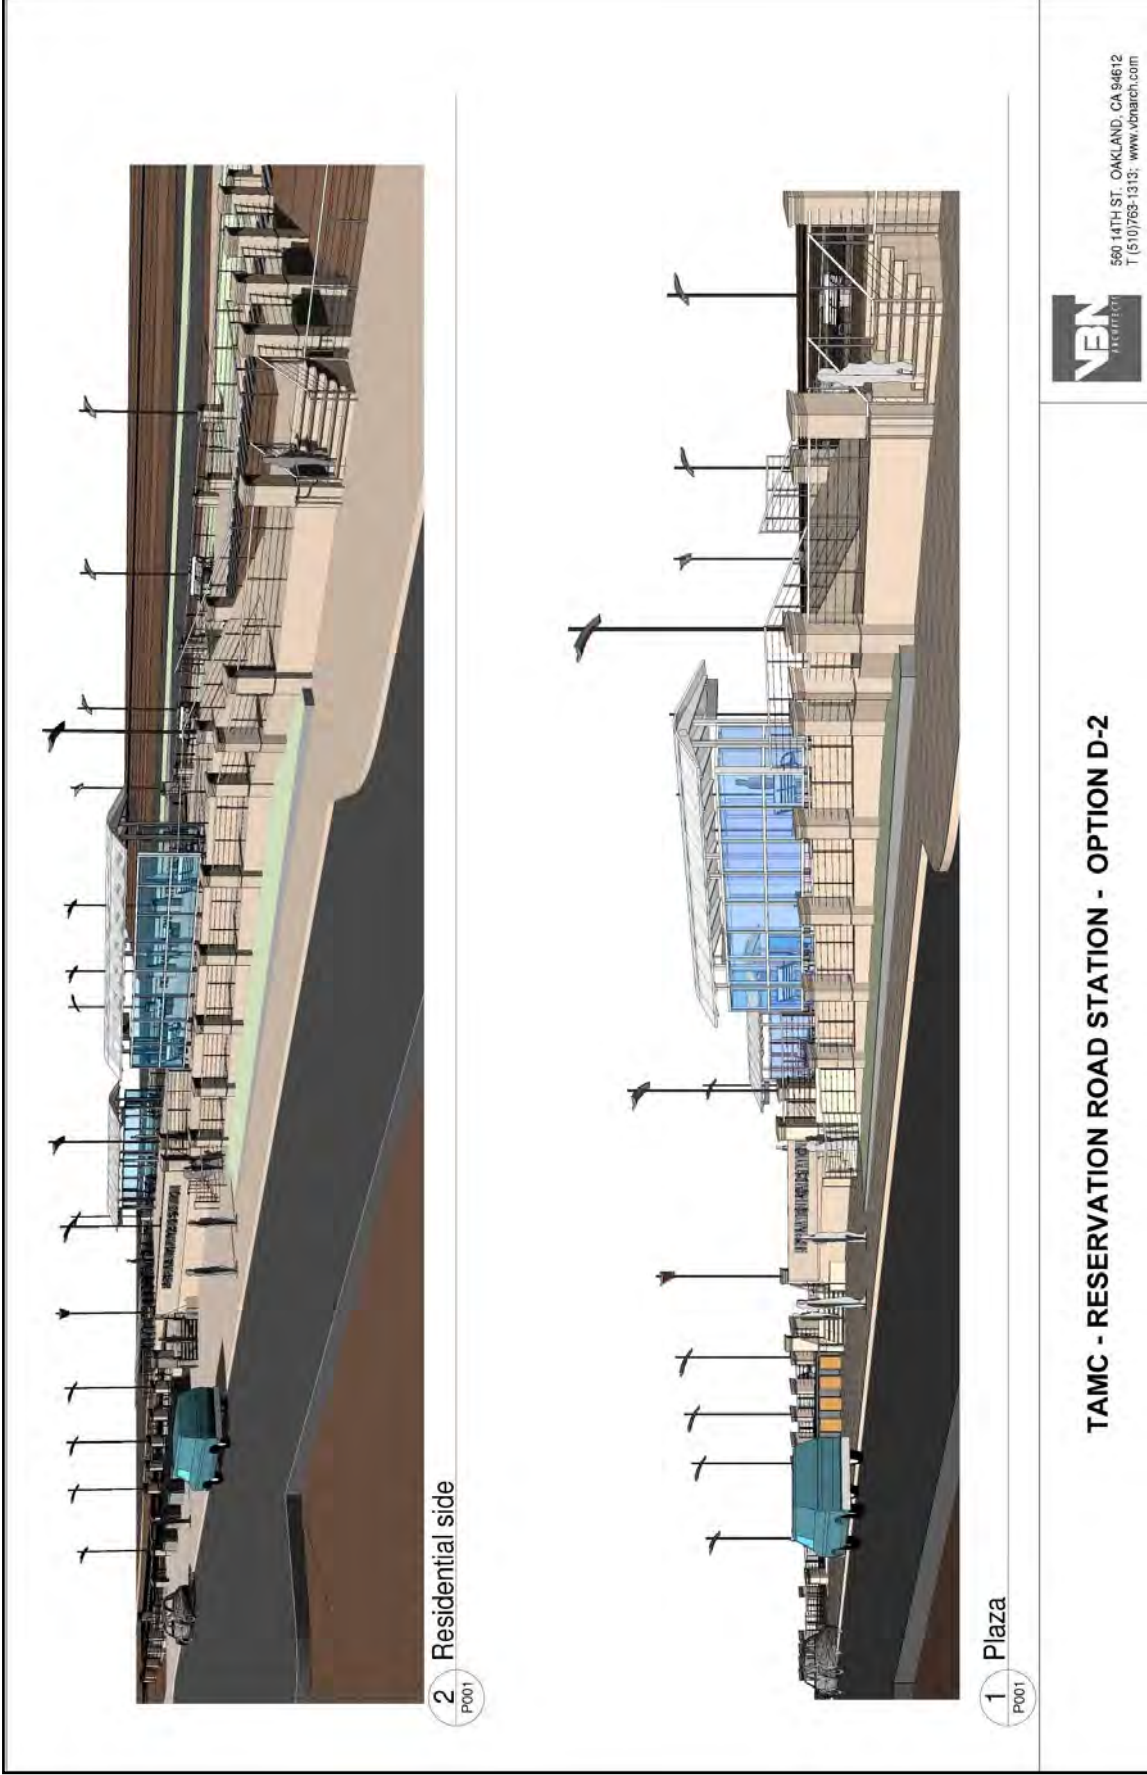 2 Residential side
P001
1 Plaza
P001
TAMC - RESERVATION ROAD STATION - OPTION D-2
VBN
ARCHITECTS
560 14TH ST. OAKLAND, CA 94612
T (510)763-1313; www.vbnarch.com